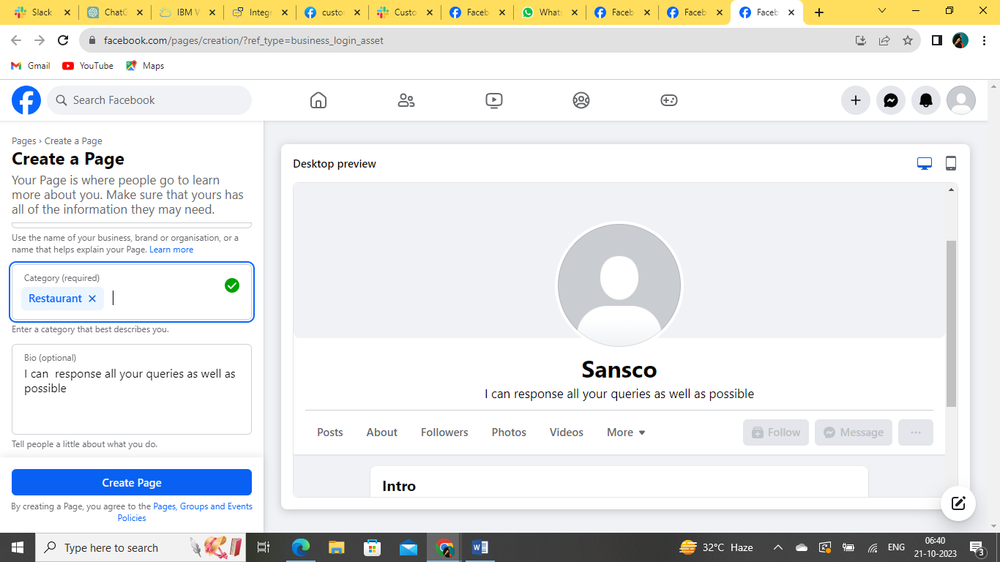 Slack
ChatG
IBM W
Integr
custo
Custo
Faceb
Whats
Faceb
Faceb
Faceb
facebook.com/pages/creation/?ref_type=business_login_asset
Gmail
YouTube
Maps
Search Facebook
Pages › Create a Page
Create a Page
Your Page is where people go to learn
more about you. Make sure that yours has
all of the information they may need.
Use the name of your business, brand or organisation, or a
name that helps explain your Page. Learn more
Category (required)
Restaurant
Enter a category that best describes you.
Bio (optional)
I can  response all your queries as well as
possible
Tell people a little about what you do.
Create Page
By creating a Page, you agree to the Pages, Groups and Events
Policies
Desktop preview
Sansco
I can response all your queries as well as possible
Posts
About
Followers
Photos
Videos
More
Follow
Message
Intro
Type here to search
32°C Haze
ENG
06:40
21-10-2023
3